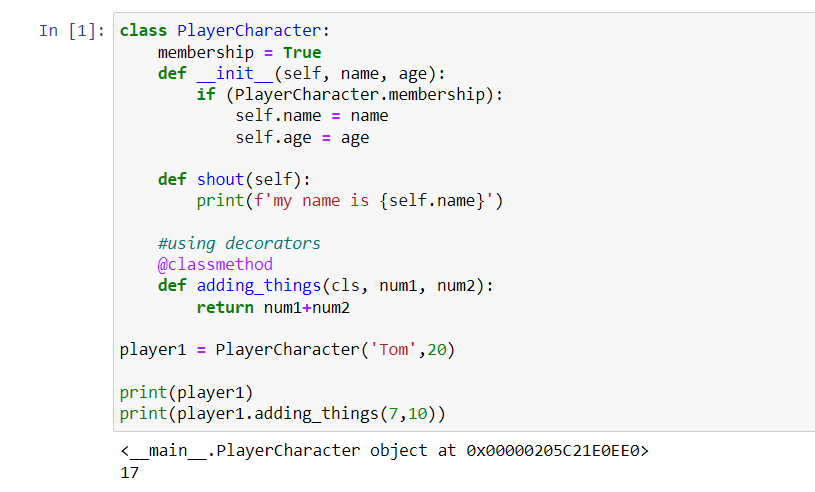 In [1]: class PlayerCharacter:
    membership = True
    def __init__(self, name, age):
        if (PlayerCharacter.membership):
            self.name = name
            self.age = age

    def shout(self):
        print(f'my name is {self.name}')

    #using decorators
    @classmethod
    def adding_things(cls, num1, num2):
        return num1+num2

player1 = PlayerCharacter('Tom',20)

print(player1)
print(player1.adding_things(7,10))
<__main__.PlayerCharacter object at 0x00000205C21E0EE0>
17